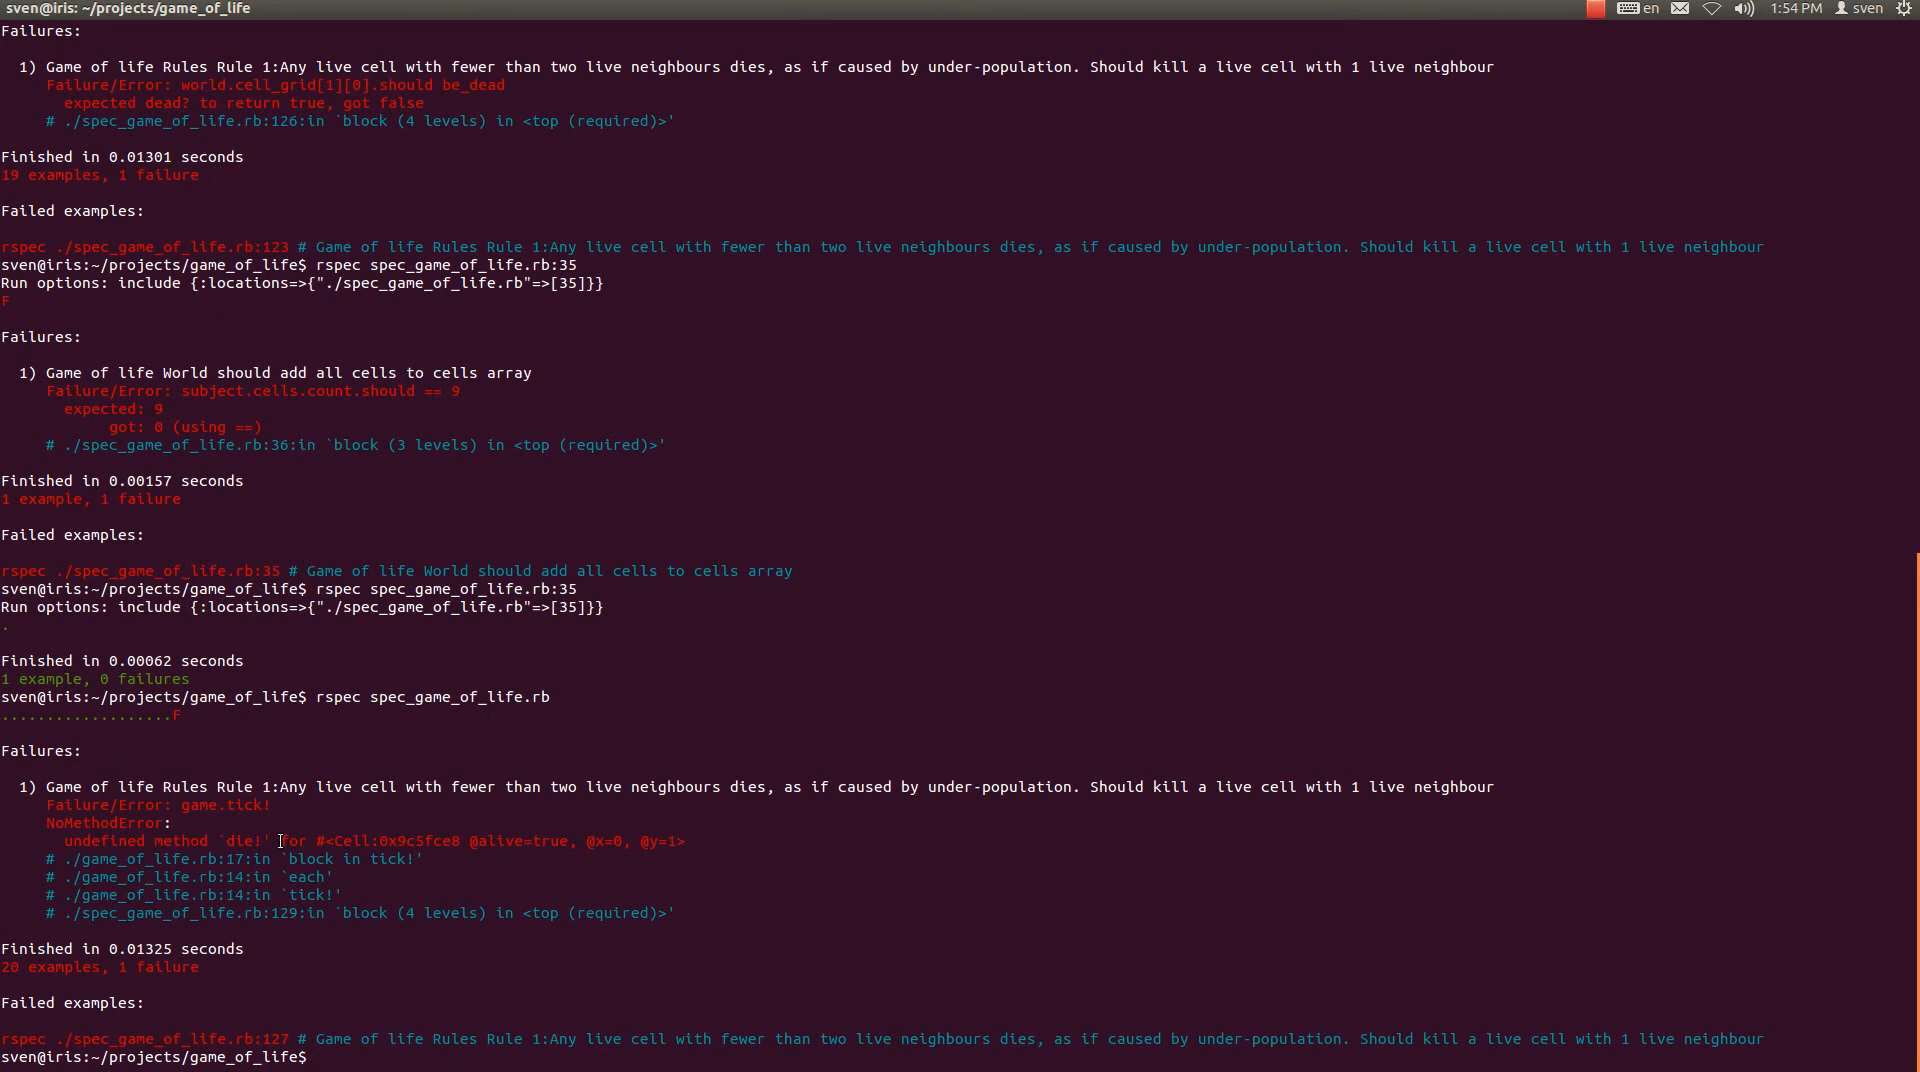 sven@iris: ~/projects/game_of_life en 1:54 PM sven
Failures:
1) Game of life Rules Rule 1:Any live cell with fewer than two live neighbours dies, as if caused by under-population. Should kill a live cell with 1 live neighbour
Failure/Error: world.cell_grid[1][0].should be_dead
expected dead? to return true, got false
# ./spec_game_of_life.rb:126:in `block (4 levels) in <top (required)>'
Finished in 0.01301 seconds
19 examples, 1 failure
Failed examples:
rspec ./spec_game_of_life.rb:123 # Game of life Rules Rule 1:Any live cell with fewer than two live neighbours dies, as if caused by under-population. Should kill a live cell with 1 live neighbour
sven@iris:~/projects/game_of_life$ rspec spec_game_of_life.rb:35
Run options: include {:locations=>{"./spec_game_of_life.rb"=>[35]}}
F
Failures:
1) Game of life World should add all cells to cells array
Failure/Error: subject.cells.count.should == 9
expected: 9
got: 0 (using ==)
# ./spec_game_of_life.rb:36:in `block (3 levels) in <top (required)>'
Finished in 0.00157 seconds
1 example, 1 failure
Failed examples:
rspec ./spec_game_of_life.rb:35 # Game of life World should add all cells to cells array
sven@iris:~/projects/game_of_life$ rspec spec_game_of_life.rb:35
Run options: include {:locations=>{"./spec_game_of_life.rb"=>[35]}}
.
Finished in 0.00062 seconds
1 example, 0 failures
sven@iris:~/projects/game_of_life$ rspec spec_game_of_life.rb
...................F
Failures:
1) Game of life Rules Rule 1:Any live cell with fewer than two live neighbours dies, as if caused by under-population. Should kill a live cell with 1 live neighbour
Failure/Error: game.tick!
NoMethodError:
undefined method `die!' for #<Cell:0x9c5fce8 @alive=true, @x=0, @y=1>
# ./game_of_life.rb:17:in `block in tick!'
# ./game_of_life.rb:14:in `each'
# ./game_of_life.rb:14:in `tick!'
# ./spec_game_of_life.rb:129:in `block (4 levels) in <top (required)>'
Finished in 0.01325 seconds
20 examples, 1 failure
Failed examples:
rspec ./spec_game_of_life.rb:127 # Game of life Rules Rule 1:Any live cell with fewer than two live neighbours dies, as if caused by under-population. Should kill a live cell with 1 live neighbour
sven@iris:~/projects/game_of_life$